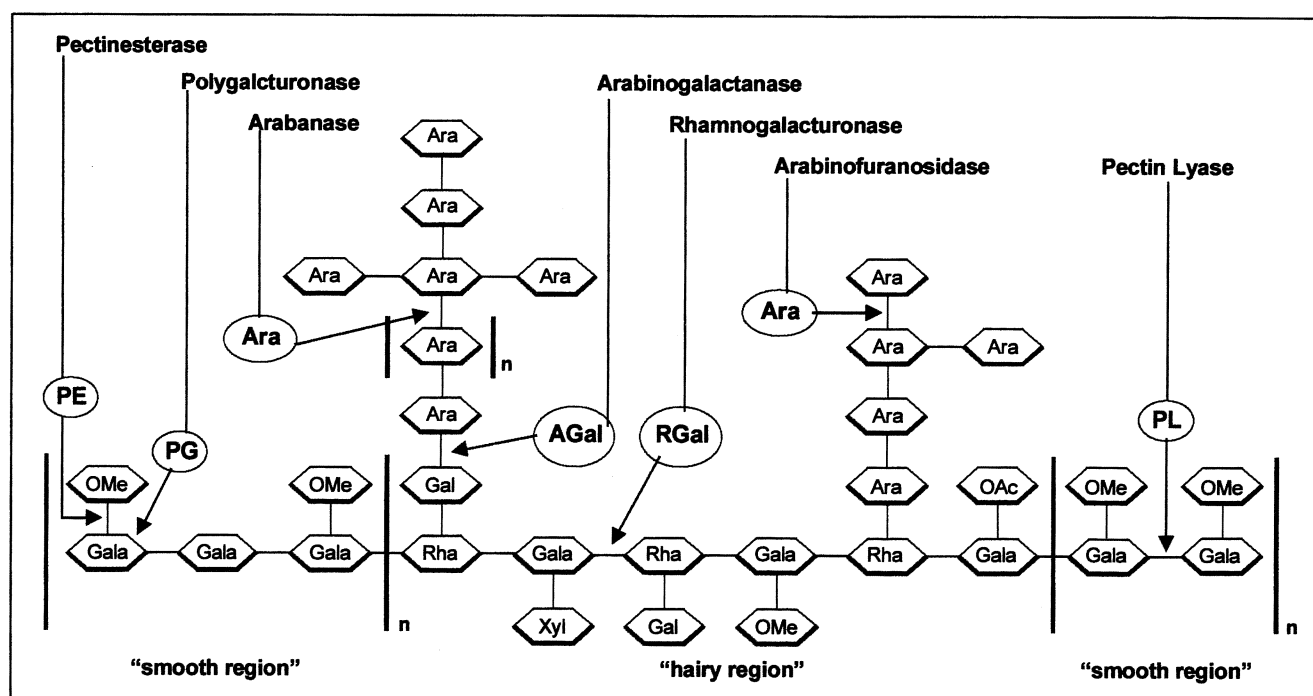 Pectinesterase
Polygalcturonase
Arabinogalactanase
Arabanase
Rhamnogalacturonase
Arabinofuranosidase
Pectin Lyase
Ara
Ara
Ara Ara Ara
Ara
Ara
Ara
n
Ara
Ara
Ara Ara
Ara
Ara
PE
PG
AGal
RGal
PL
OMe
OMe
Gal
Ara
OAc
OMe
OMe
Gala Gala Gala Rha Gala Rha Gala Rha Gala Gala Gala
Xyl Gal OMe
n
n
“smooth region”
“hairy region”
“smooth region”